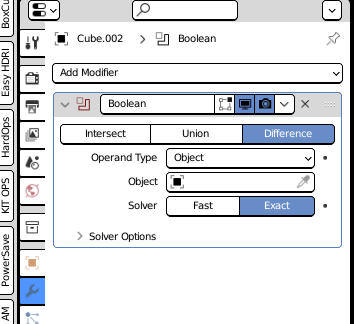 BoxCu
Easy HDRI
HardOps
KIT OPS
PowerSave
AM
Cube.002 > Boolean
Add Modifier
Boolean
Intersect Union Difference
Operand Type Object
Object
Solver Fast Exact
Solver Options